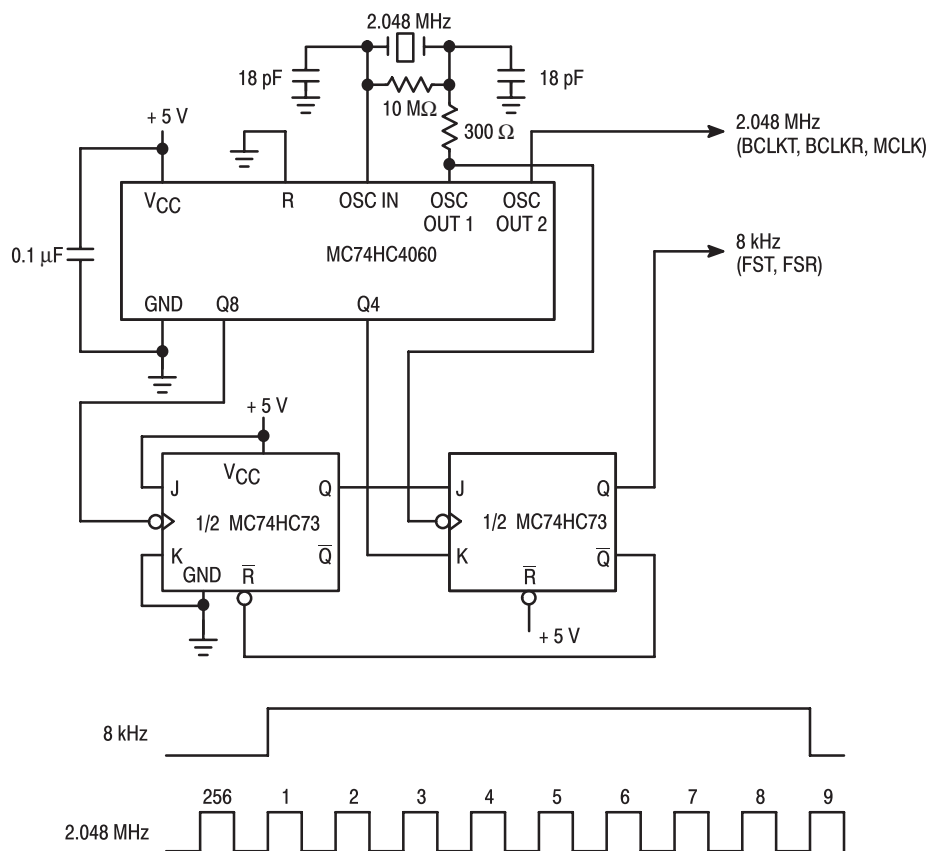 2.048 MHz
18 pF
18 pF
10 MΩ
300 Ω
+ 5 V
2.048 MHz
(BCLKT, BCLKR, MCLK)
VCC
R
OSC IN
OSC
OUT 1
OSC
OUT 2
0.1 μF
MC74HC4060
8 kHz
(FST, FSR)
GND
Q8
Q4
+ 5 V
VCC
J
Q
1/2 MC74HC73
K
Q̅
GND
R̅
J
Q
1/2 MC74HC73
K
Q̅
R̅
+ 5 V
8 kHz
256 1 2 3 4 5 6 7 8 9
2.048 MHz